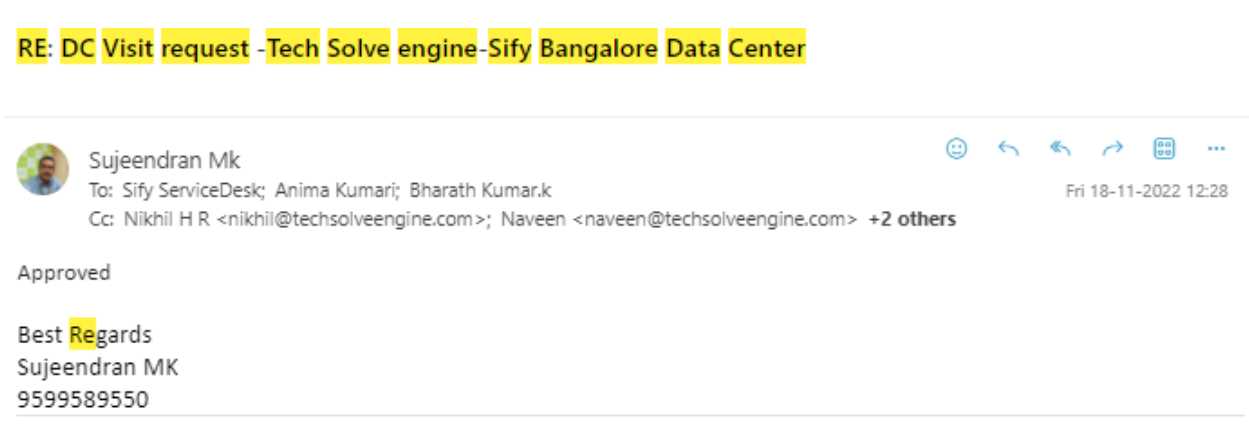 RE: DC Visit request -Tech Solve engine-Sify Bangalore Data Center
Sujeendran Mk
To: Sify ServiceDesk; Anima Kumari; Bharath Kumar.k
Fri 18-11-2022 12:28
Cc: Nikhil H R <nikhil@techsolveengine.com>; Naveen <naveen@techsolveengine.com> +2 others
Approved
Best Regards
Sujeendran MK
9599589550